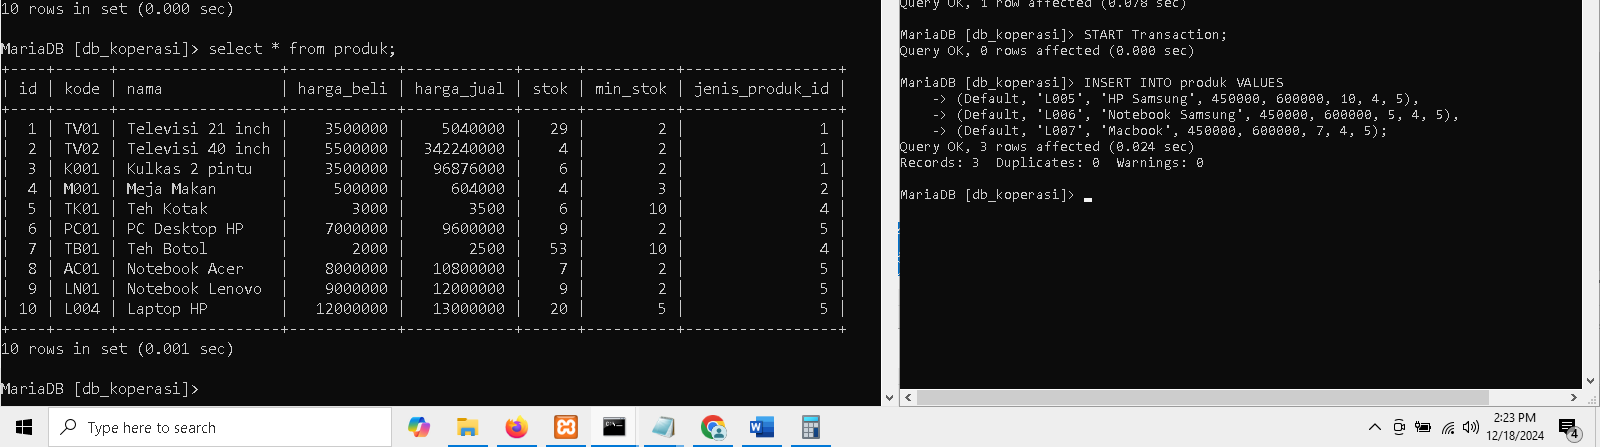 10 rows in set (0.000 sec)
MariaDB [db_koperasi]> select * from produk;
+----+------+-------------------+------------+------------+------+----------+-----------------+
| id | kode | nama | harga_beli | harga_jual | stok | min_stok | jenis_produk_id |
+----+------+-------------------+------------+------------+------+----------+-----------------+
| 1 | TV01 | Televisi 21 inch | 3500000 | 5040000 | 29 | 2 | 1 |
| 2 | TV02 | Televisi 40 inch | 5500000 | 342240000 | 4 | 2 | 1 |
| 3 | K001 | Kulkas 2 pintu | 3500000 | 96876000 | 6 | 2 | 1 |
| 4 | M001 | Meja Makan | 500000 | 604000 | 4 | 3 | 2 |
| 5 | TK01 | Teh Kotak | 3000 | 3500 | 6 | 10 | 4 |
| 6 | PC01 | PC Desktop HP | 7000000 | 9600000 | 9 | 2 | 5 |
| 7 | TB01 | Teh Botol | 2000 | 2500 | 53 | 10 | 4 |
| 8 | AC01 | Notebook Acer | 8000000 | 10800000 | 7 | 2 | 5 |
| 9 | LN01 | Notebook Lenovo | 9000000 | 12000000 | 9 | 2 | 5 |
| 10 | L004 | Laptop HP | 12000000 | 13000000 | 20 | 5 | 5 |
+----+------+-------------------+------------+------------+------+----------+-----------------+
10 rows in set (0.001 sec)
MariaDB [db_koperasi]>
Query OK, 1 row affected (0.078 sec)
MariaDB [db_koperasi]> START Transaction;
Query OK, 0 rows affected (0.000 sec)
MariaDB [db_koperasi]> INSERT INTO produk VALUES
-> (Default, 'L005', 'HP Samsung', 450000, 600000, 10, 4, 5),
-> (Default, 'L006', 'Notebook Samsung', 450000, 600000, 5, 4, 5),
-> (Default, 'L007', 'Macbook', 450000, 600000, 7, 4, 5);
Query OK, 3 rows affected (0.024 sec)
Records: 3 Duplicates: 0 Warnings: 0
MariaDB [db_koperasi]>
Type here to search
2:23 PM
12/18/2024
4